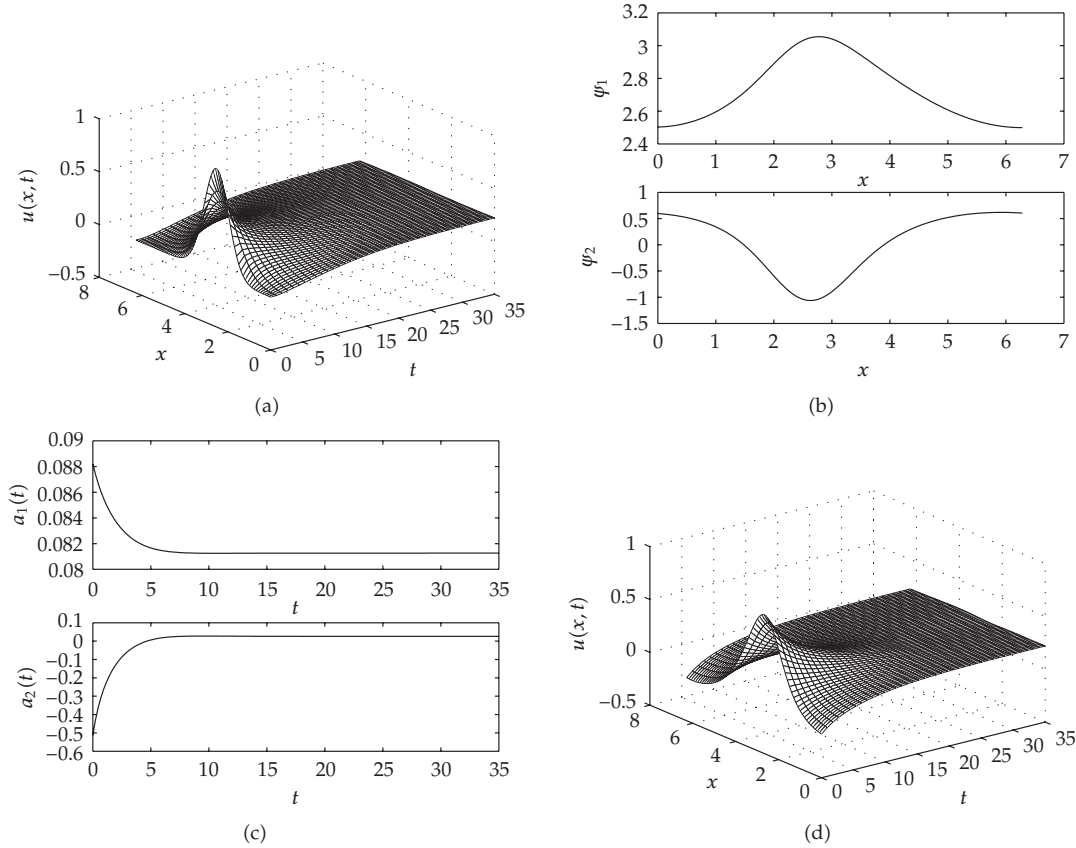 1
0.5
0
−0.5
u(x, t)
8
6
4
2
0
x
0
5
10
15
20
25
30
35
t
(a)
3.2
3
2.8
2.6
2.4
ψ1
0 1 2 3 4 5 6 7
x
1
0.5
0
−0.5
−1
−1.5
ψ2
0 1 2 3 4 5 6 7
x
(b)
0.09
0.088
0.086
0.084
0.082
0.08
a1(t)
0 5 10 15 20 25 30 35
t
0.1
0
−0.1
−0.2
−0.3
−0.4
−0.5
−0.6
a2(t)
0 5 10 15 20 25 30 35
t
(c)
1
0.5
0
−0.5
u(x, t)
8
6
4
2
0
x
0
5
10
15
20
25
30
35
t
(d)